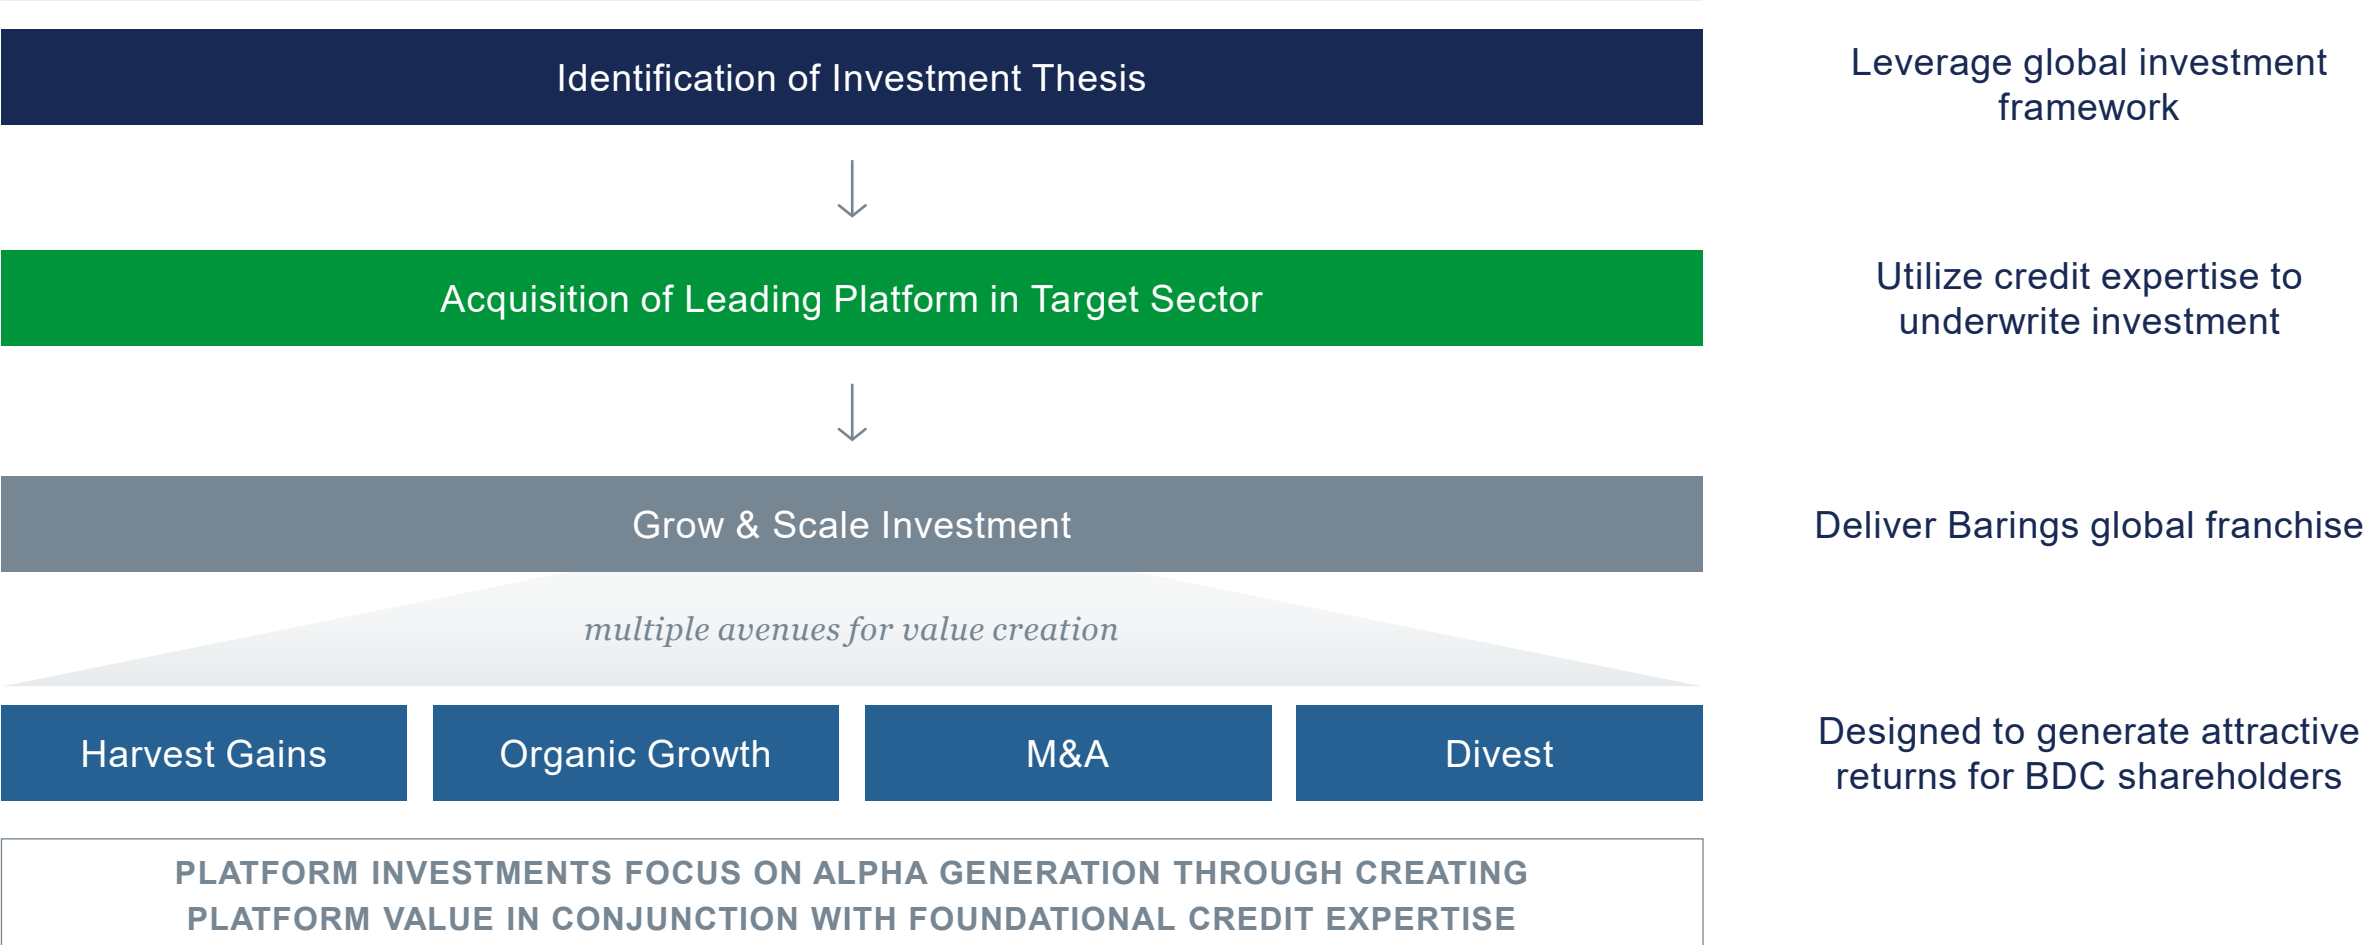 Identification of Investment Thesis
Leverage global investment
framework
Acquisition of Leading Platform in Target Sector
Utilize credit expertise to
underwrite investment
Grow & Scale Investment
Deliver Barings global franchise
multiple avenues for value creation
Harvest Gains
Organic Growth
M&A
Divest
Designed to generate attractive
returns for BDC shareholders
PLATFORM INVESTMENTS FOCUS ON ALPHA GENERATION THROUGH CREATING
PLATFORM VALUE IN CONJUNCTION WITH FOUNDATIONAL CREDIT EXPERTISE